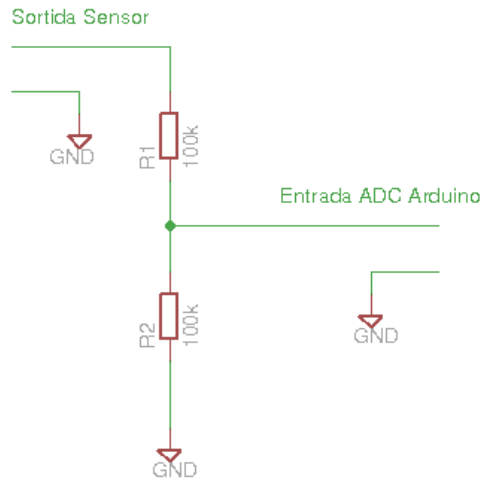 Sortida Sensor
GND
R1
100k
Entrada ADC Arduino
R2
100k
GND
GND